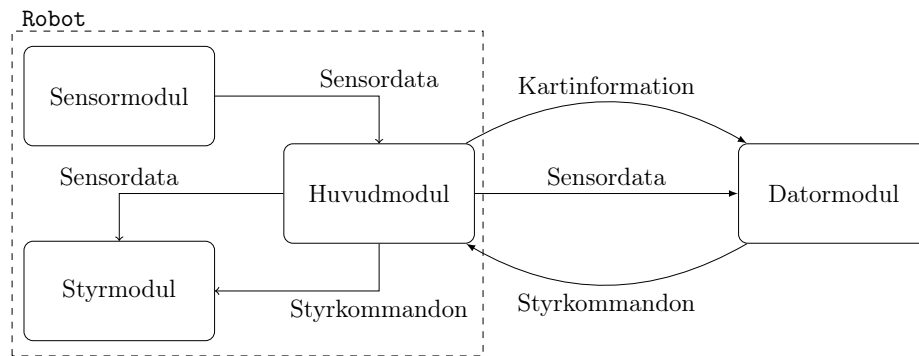 Robot
Sensormodul
Sensordata
Kartinformation
Sensordata
Huvudmodul
Sensordata
Datormodul
Styrmodul
Styrkommandon
Styrkommandon